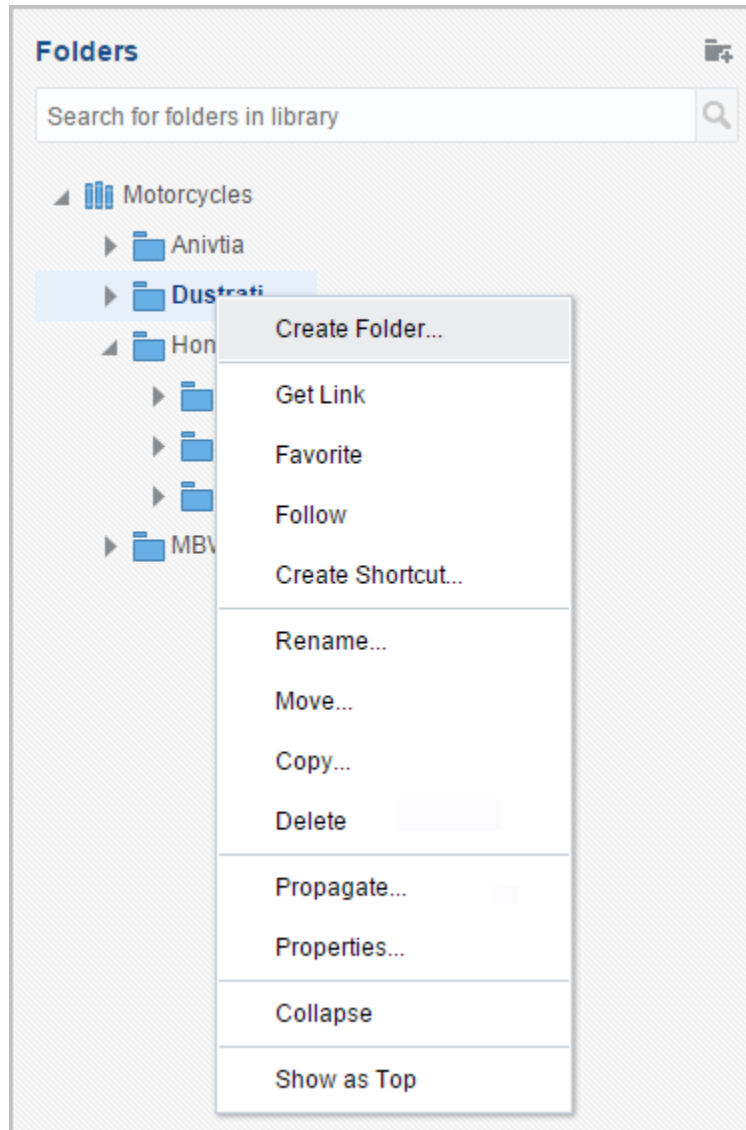 Folders
Search for folders in library
Motorcycles
Anivtia
Dustrati
Create Folder...
Get Link
Favorite
Follow
Create Shortcut...
Rename...
Move...
Copy...
Delete
Propagate...
Properties...
Collapse
Show as Top